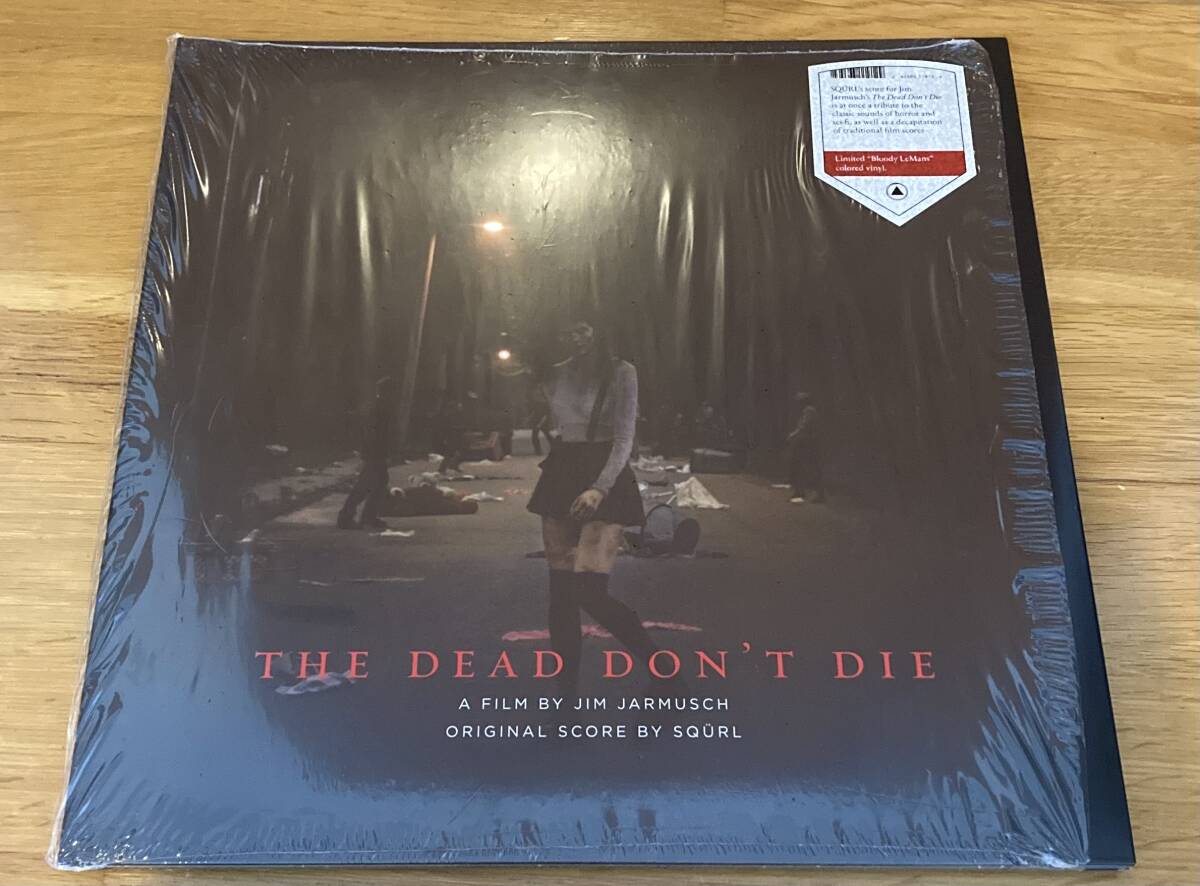 SQÜRL's score for Jim
Jarmusch's The Dead Don't Die
is at once a tribute to the
classic sounds of horror and
sci-fi, as well as a decapitation
of traditional film scores
Limited "Bloody LeMans"
colored vinyl.
THE DEAD DON'T DIE
A FILM BY JIM JARMUSCH
ORIGINAL SCORE BY SQÜRL